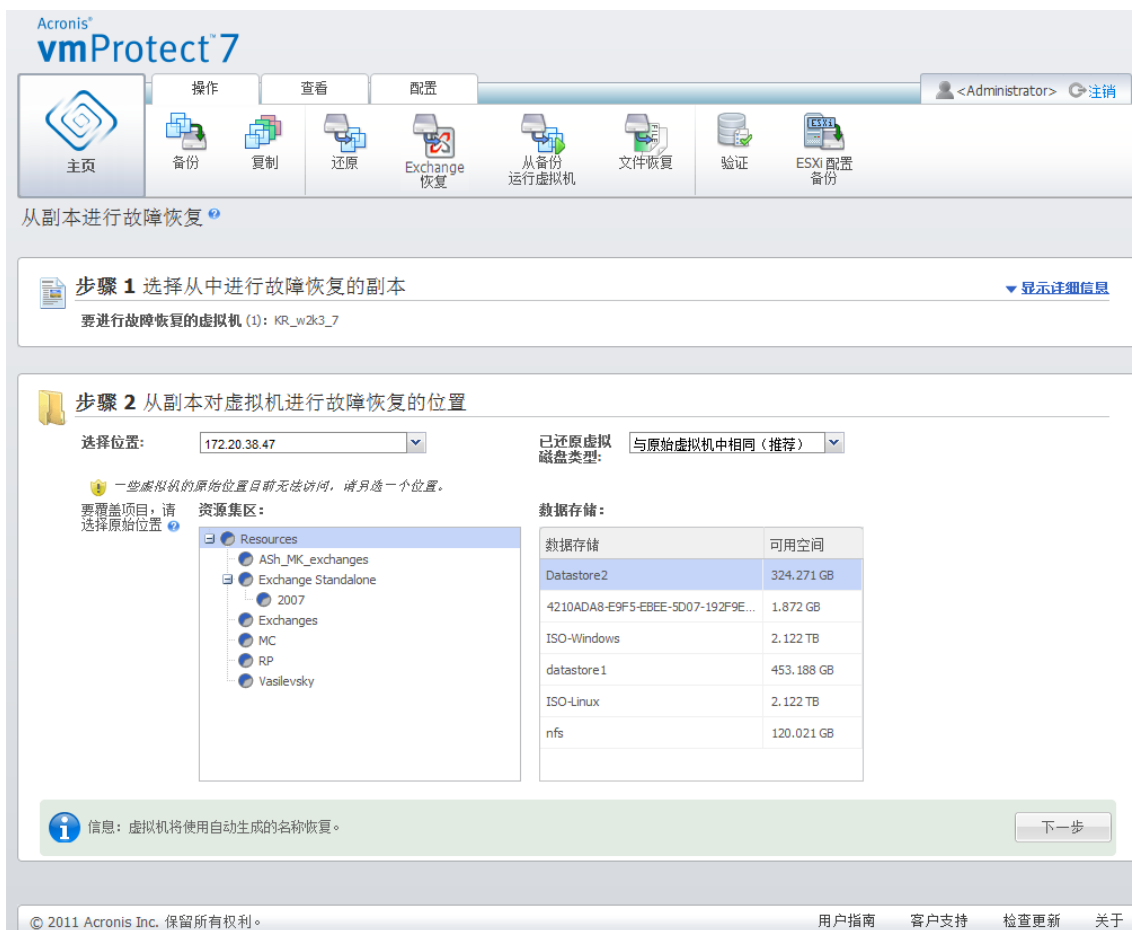 Acronis®
vmProtect™7
操作 查看 配置
<Administrator> 注销
主页
备份
复制
还原
Exchange
恢复
从备份
运行虚拟机
文件恢复
验证
ESXi
ESXi 配置
备份
从副本进行故障恢复
步骤 1 选择从中进行故障恢复的副本
显示详细信息
要进行故障恢复的虚拟机 (1): KR_w2k3_7
步骤 2 从副本对虚拟机进行故障恢复的位置
选择位置: 172.20.38.47
已还原虚拟
磁盘类型: 与原始虚拟机中相同（推荐）
一些虚拟机的原始位置目前无法访问，请另选一个位置。
要覆盖项目，请
选择原始位置
资源集区：
Resources
ASh_MK_exchanges
Exchange Standalone
2007
Exchanges
MC
RP
Vasilevsky
数据存储：
数据存储 可用空间
Datastore2 324.271 GB
4210ADA8-E9F5-EBEE-5D07-192F9E... 1.872 GB
ISO-Windows 2.122 TB
datastore1 453.188 GB
ISO-Linux 2.122 TB
nfs 120.021 GB
信息：虚拟机将使用自动生成的名称恢复。
下一步
© 2011 Acronis Inc. 保留所有权利。
用户指南 客户支持 检查更新 关于